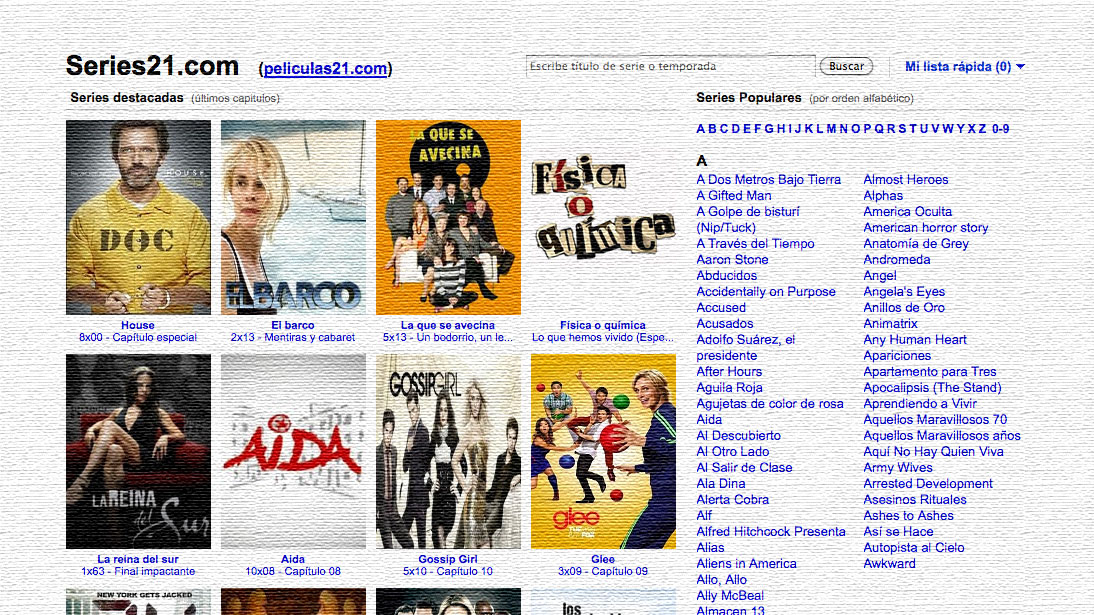 Series21.com (peliculas21.com)
Escribe título de serie o temporada
Buscar
Mi lista rápida (0)
Series destacadas (últimos capitulos)
HOUSE
DOC
EL BARCO
LA QUE SE
AVECINA
Física
o
química
House
8x00 - Capítulo especial
El barco
2x13 - Mentiras y cabaret
La que se avecina
5x13 - Un bodorrio, un le...
Física o química
Lo que hemos vivido (Espe...
LA REINA
del Sur
AIDA
GOSSIP GIRL
glee
La reina del sur
1x63 - Final impactante
Aida
10x08 - Capítulo 08
Gossip Girl
5x10 - Capítulo 10
Glee
3x09 - Capítulo 09
NEW YORK GETS JACKED
los
Series Populares (por orden alfabético)
A B C D E F G H I J K L M N O P Q R S T U V W Y X Z 0-9
A
A Dos Metros Bajo Tierra
A Gifted Man
A Golpe de bisturí
(Nip/Tuck)
A Través del Tiempo
Aaron Stone
Abducidos
Accidentally on Purpose
Accused
Acusados
Adolfo Suárez, el
presidente
After Hours
Aguila Roja
Agujetas de color de rosa
Aida
Al Descubierto
Al Otro Lado
Al Salir de Clase
Ala Dina
Alerta Cobra
Alf
Alfred Hitchcock Presenta
Alias
Aliens in America
Allo, Allo
Ally McBeal
Almacen 13
Almost Heroes
Alphas
America Oculta
American horror story
Anatomía de Grey
Andromeda
Angel
Angela's Eyes
Anillos de Oro
Animatrix
Any Human Heart
Apariciones
Apartamento para Tres
Apocalipsis (The Stand)
Aprendiendo a Vivir
Aquellos Maravillosos 70
Aquellos Maravillosos años
Aquí No Hay Quien Viva
Army Wives
Arrested Development
Asesinos Rituales
Ashes to Ashes
Así se Hace
Autopista al Cielo
Awkward